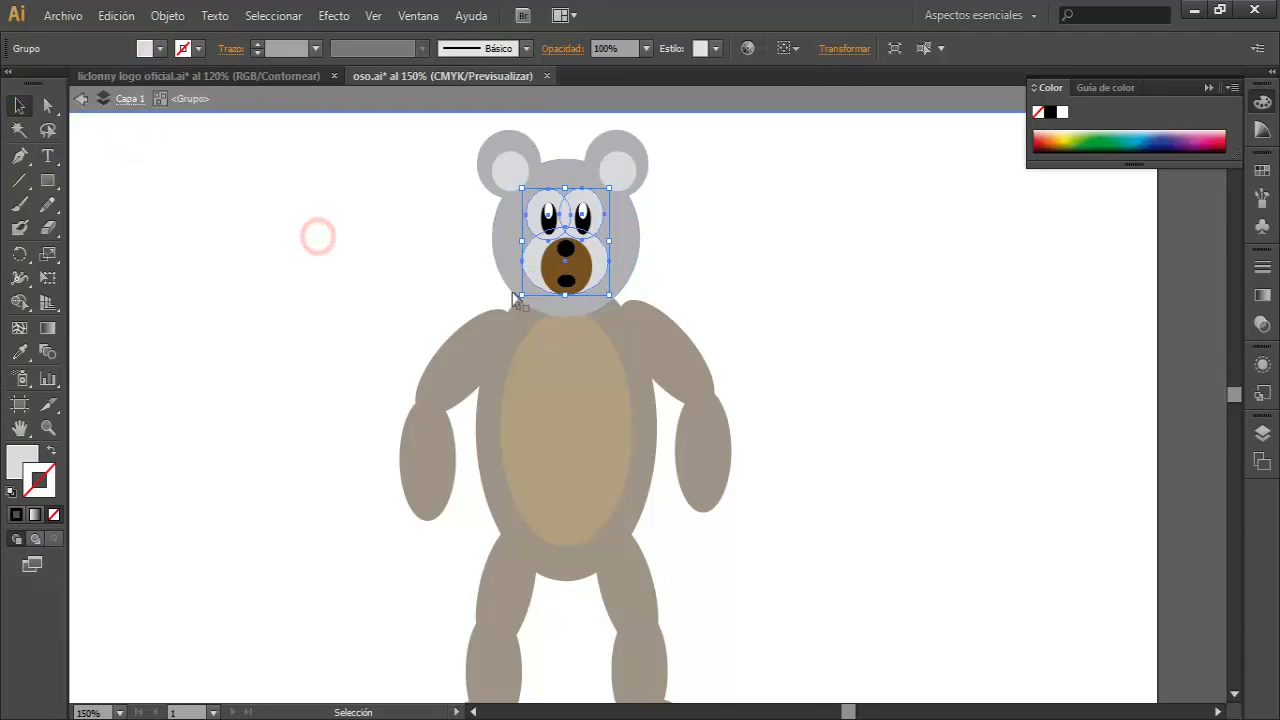 Ai Archivo Edición Objeto Texto Seleccionar Efecto Ver Ventana Ayuda Br Aspectos esenciales
Grupo Trazo: Básico Opacidad: 100% Estilo: Transformar
liclonny logo oficial.ai* al 120% (RGB/Contornear) × oso.ai* al 150% (CMYK/Previsualizar) ×
Color Guía de color
Capa 1 <Grupo>
150% 1 Selección